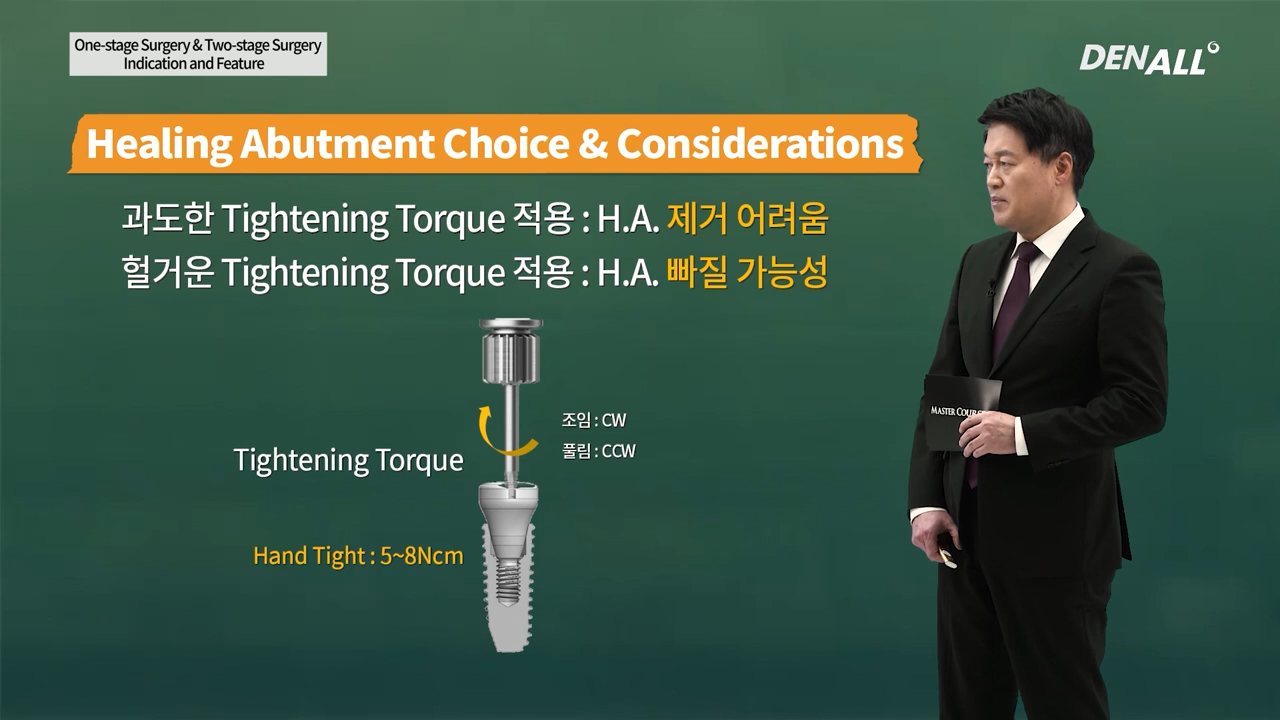 One-stage Surgery & Two-stage Surgery
Indication and Feature
DENALL
Healing Abutment Choice & Considerations
과도한 Tightening Torque 적용 : H.A. 제거 어려움
헐거운 Tightening Torque 적용 : H.A. 빠질 가능성
조임 : CW
풀림 : CCW
Tightening Torque
Hand Tight : 5~8Ncm
MASTER